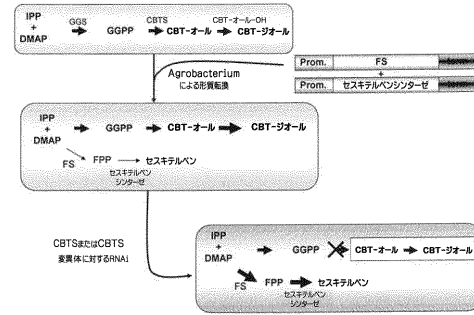 IPP
+
DMAP
GGS
GGPP
CBTS
CBT-オール
CBT-オール-OH
CBT-ジオール
Agrobacterium
による形質転換
Prom.
FS
+
Prom.
セスキテルペンシンターゼ
IPP
+
DMAP
GGPP
CBT-オール
CBT-ジオール
FS
FPP
セスキテルペン
セスキテルペン
シンターゼ
CBTSまたはCBTS
変異体に対するRNAi
IPP
+
DMAP
GGPP
CBT-オール
CBT-ジオール
FS
FPP
セスキテルペン
セスキテルペン
シンターゼ